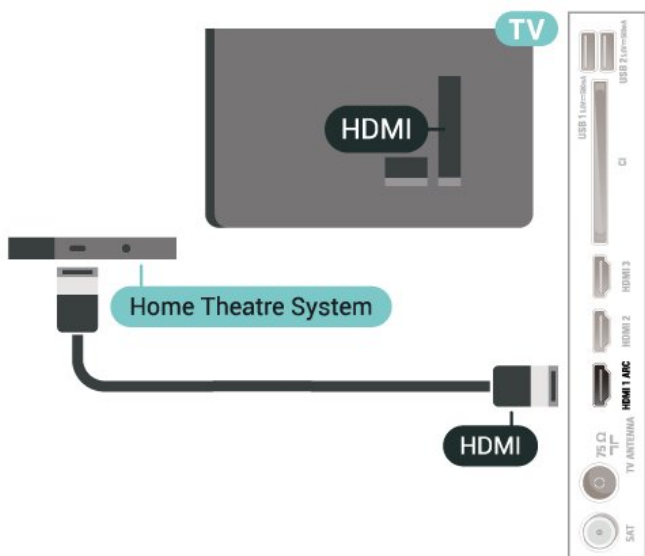 TV
HDMI
Home Theatre System
HDMI
USB 2
USB 1
CI
HDMI 3
HDMI 2
HDMI 1 ARC
75 Ω
TV ANTENNA
SAT